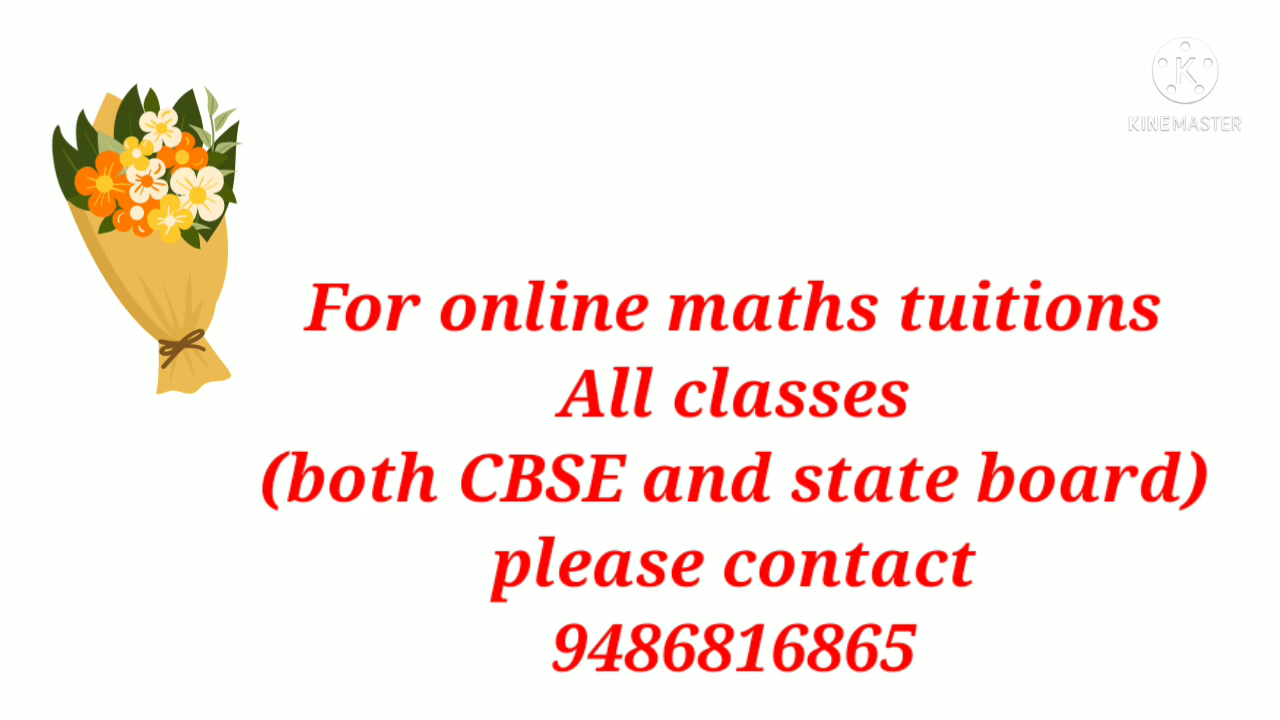 KINEMASTER
For online maths tuitions
All classes
(both CBSE and state board)
please contact
9486816865